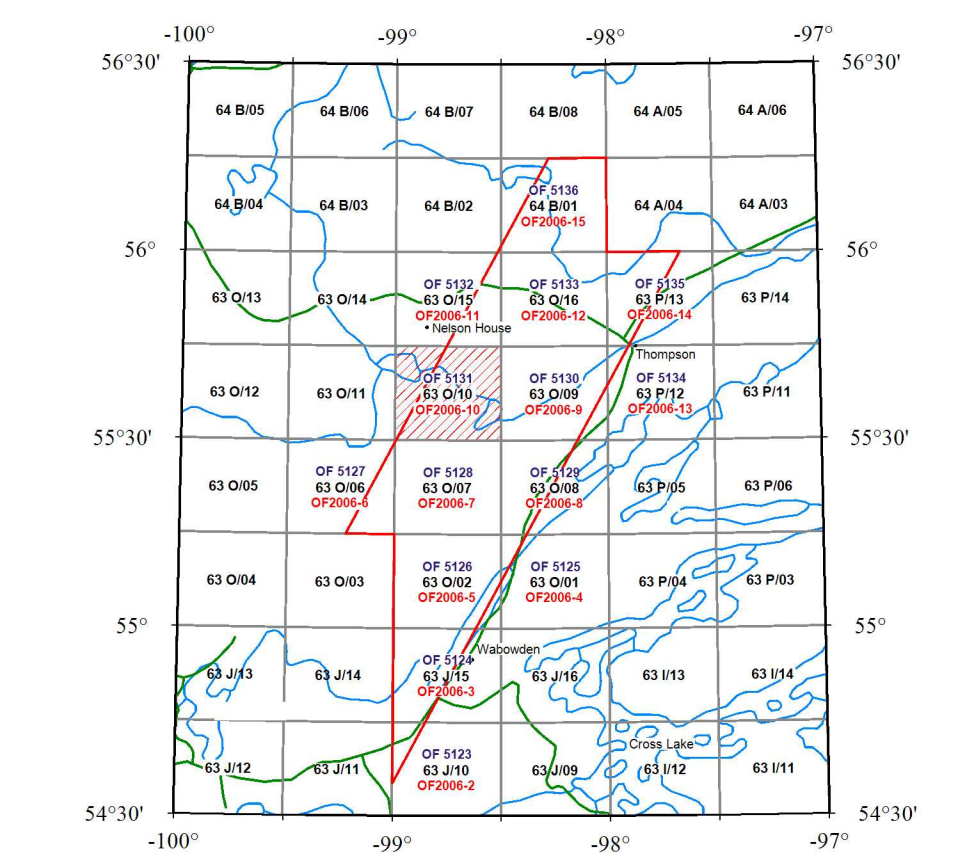 -100° -99° -98° -97°
56°30' 56°30'
64 B/05 64 B/06 64 B/07 64 B/08 64 A/05 64 A/06
OF 5136
64 B/04 64 B/03 64 B/02 64 B/01 64 A/04 64 A/03
OF2006-15
56° 56°
OF 5132 OF 5133 OF 5135
63 O/13 63 O/14 63 O/15 63 O/16 63 P/13 63 P/14
OF2006-11 OF2006-12 OF2006-14
Nelson House
Thompson
OF 5131 OF 5130 OF 5134
63 O/12 63 O/11 63 O/10 63 O/09 63 P/12 63 P/11
OF2006-10 OF2006-9 OF2006-13
55°30' 55°30'
OF 5127 OF 5128 OF 5129
63 O/05 63 O/06 63 O/07 63 O/08 63 P/05 63 P/06
OF2006-6 OF2006-7 OF2006-8
OF 5126 OF 5125
63 O/04 63 O/03 63 O/02 63 O/01 63 P/04 63 P/03
OF2006-5 OF2006-4
55° 55°
Wabowden
OF 5124
63 J/13 63 J/14 63 J/15 63 J/16 63 I/13 63 I/14
OF2006-3
Cross Lake
OF 5123
63 J/12 63 J/11 63 J/10 63 J/09 63 I/12 63 I/11
OF2006-2
54°30' 54°30'
-100° -99° -98° -97°